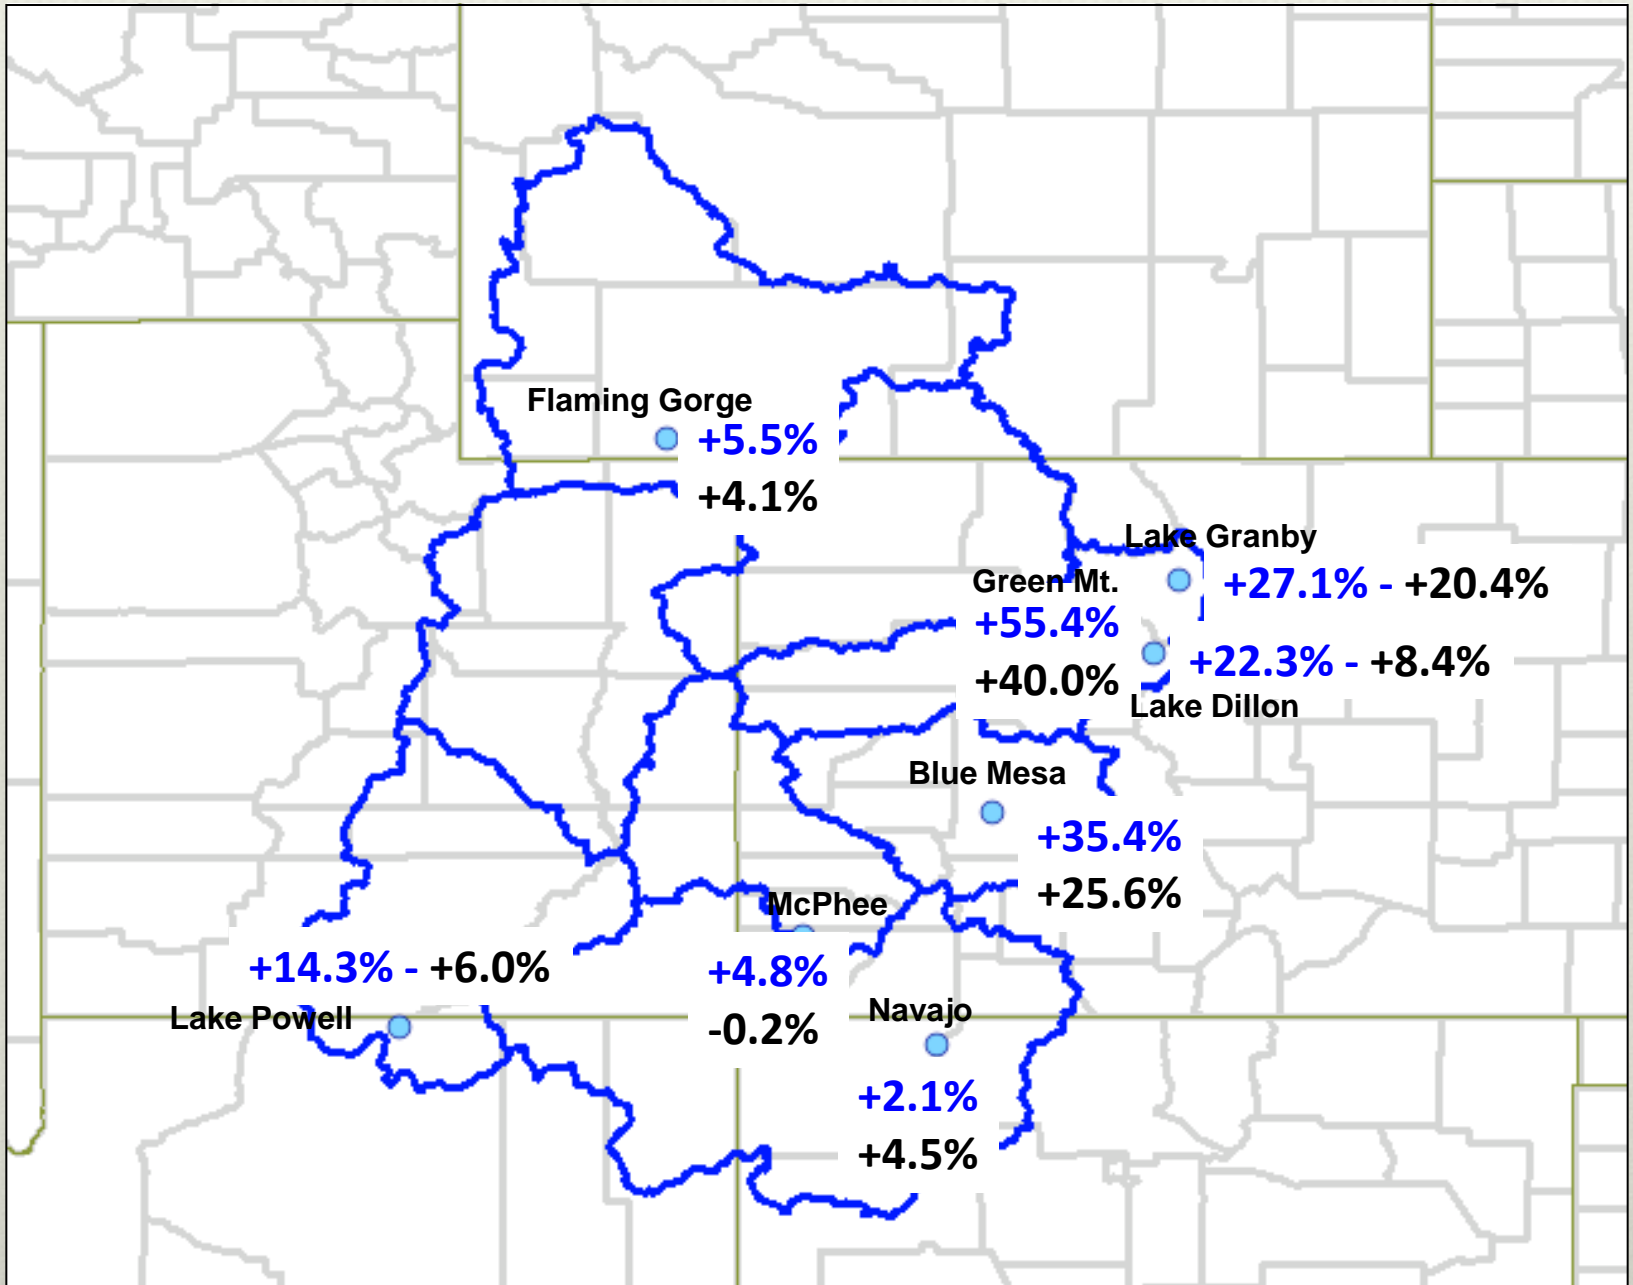 Flaming Gorge
+5.5%
+4.1%
Lake Granby
+27.1% - +20.4%
Green Mt.
+55.4%
+40.0%
+22.3% - +8.4%
Lake Dillon
Blue Mesa
+35.4%
+25.6%
McPhee
+4.8%
-0.2%
+14.3% - +6.0%
Lake Powell
Navajo
+2.1%
+4.5%